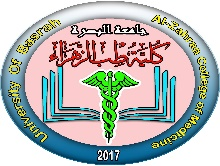 جامعة البصرة
كلية طب الزهراء
University Of Basrah
Al-Zahraa College of Medicine
2017